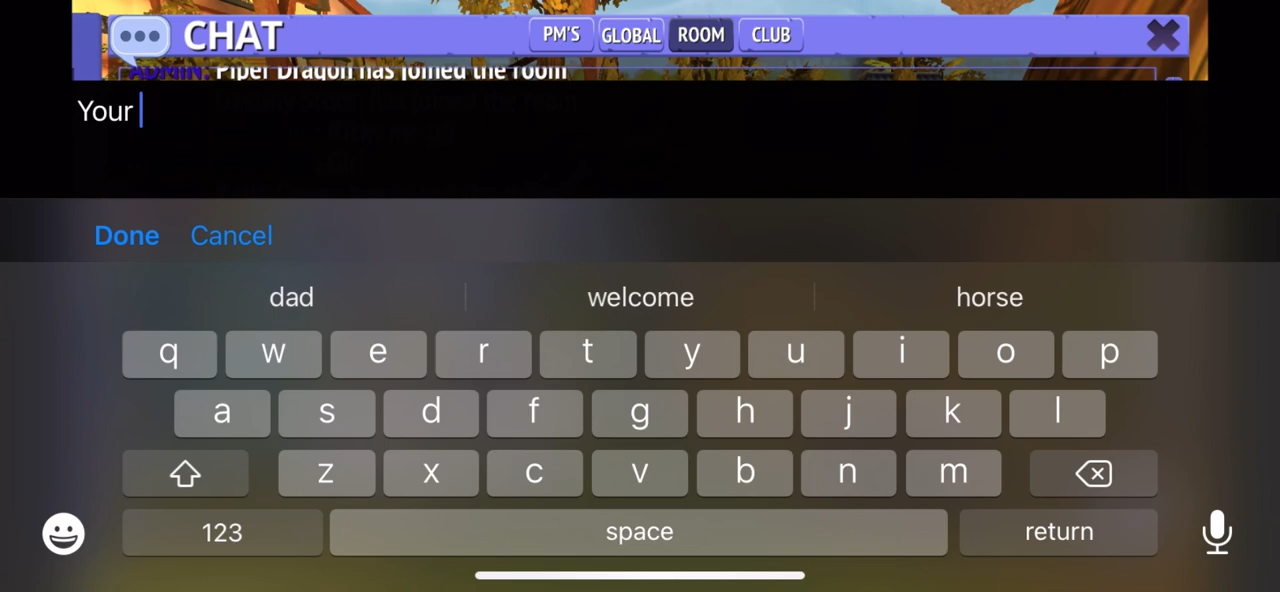 CHAT
PM'S GLOBAL ROOM CLUB
ADMIN: Piper Dragon has joined the room
Your
Done Cancel
dad welcome horse
q w e r t y u i o p
a s d f g h j k l
z x c v b n m
123 space return